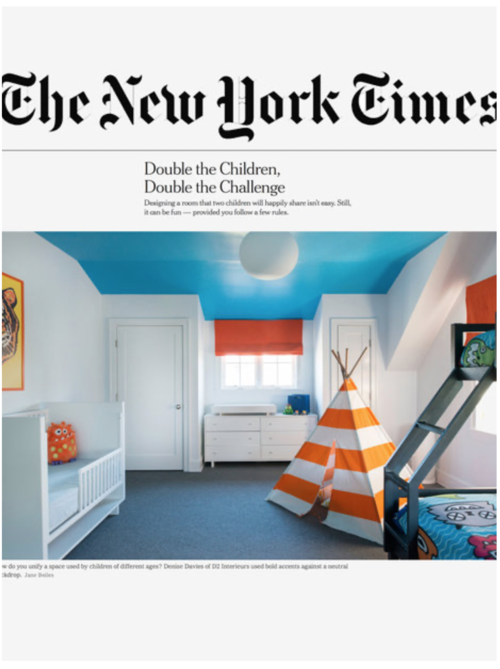 The New York Times
Double the Children,
Double the Challenge
Designing a room that two children will happily share isn't easy. Still,
it can be fun — provided you follow a few rules.
w do you unify a space used by children of different ages? Denise Davies of D2 Interieurs used bold accents against a neutral
kdrop. Jane Beiles